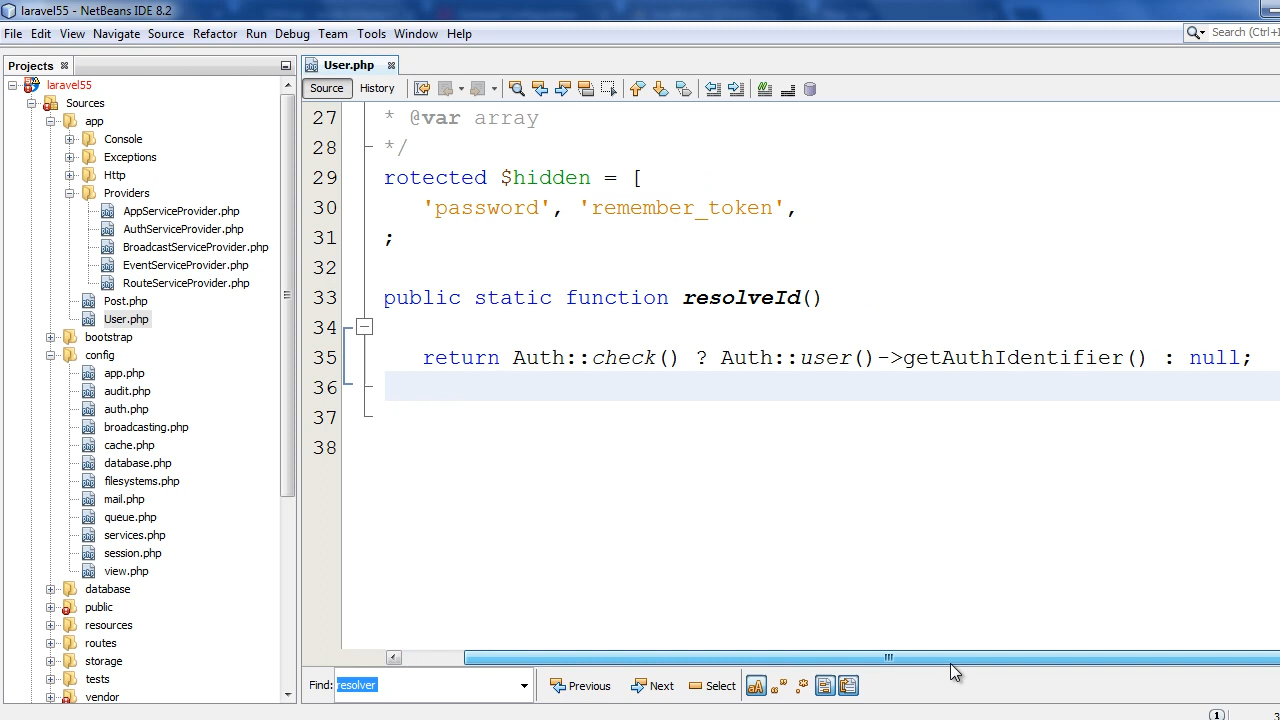 laravel55 - NetBeans IDE 8.2
File Edit View Navigate Source Refactor Run Debug Team Tools Window Help
Search (Ctrl+I
Projects
User.php
laravel55
Source History
Sources
app
Console
Exceptions
Http
Providers
AppServiceProvider.php
AuthServiceProvider.php
BroadcastServiceProvider.php
EventServiceProvider.php
RouteServiceProvider.php
Post.php
User.php
bootstrap
config
app.php
audit.php
auth.php
broadcasting.php
cache.php
database.php
filesystems.php
mail.php
queue.php
services.php
session.php
view.php
database
public
resources
routes
storage
tests
vendor
27 * @var array
28 */
29 rotected $hidden = [
30 'password', 'remember_token',
31 ;
32
33 public static function resolveId()
34
35 return Auth::check() ? Auth::user()->getAuthIdentifier() : null;
36
37
38
Find: resolver Previous Next Select
1